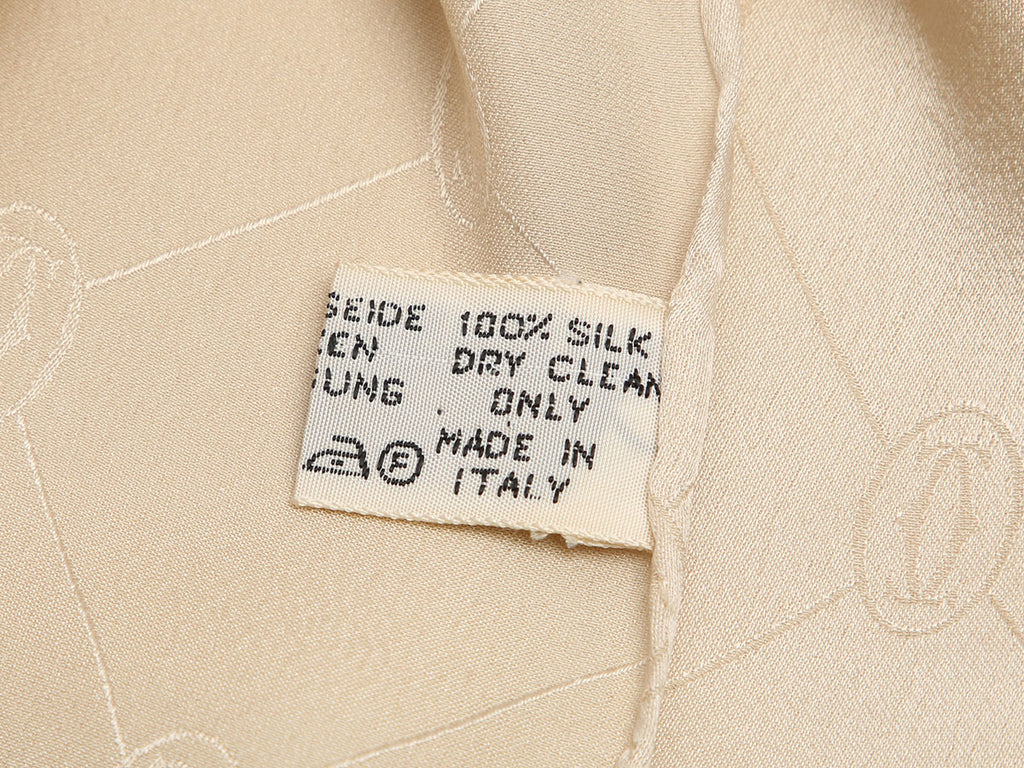 SEIDE 100% SILK
EN DRY CLEAN
UNG ONLY
MADE IN
F ITALY